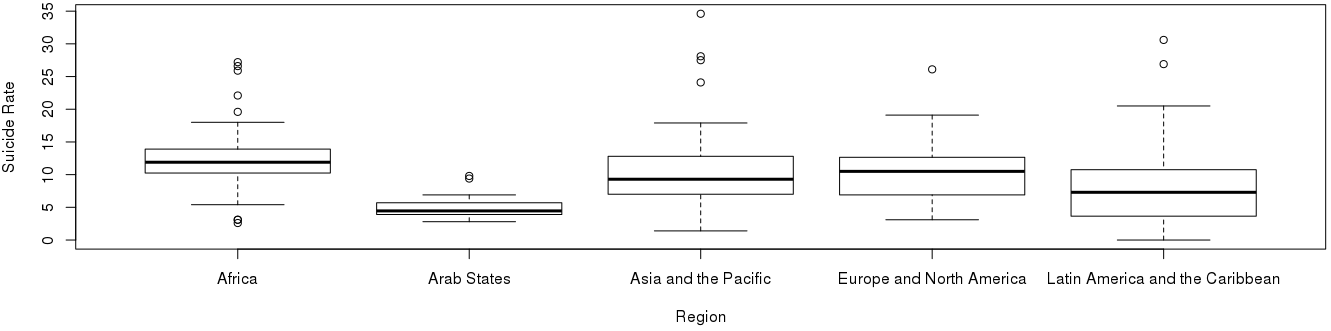 Suicide Rate
35
30
25
20
15
10
5
0
Africa
Arab States
Asia and the Pacific
Europe and North America
Latin America and the Caribbean
Region